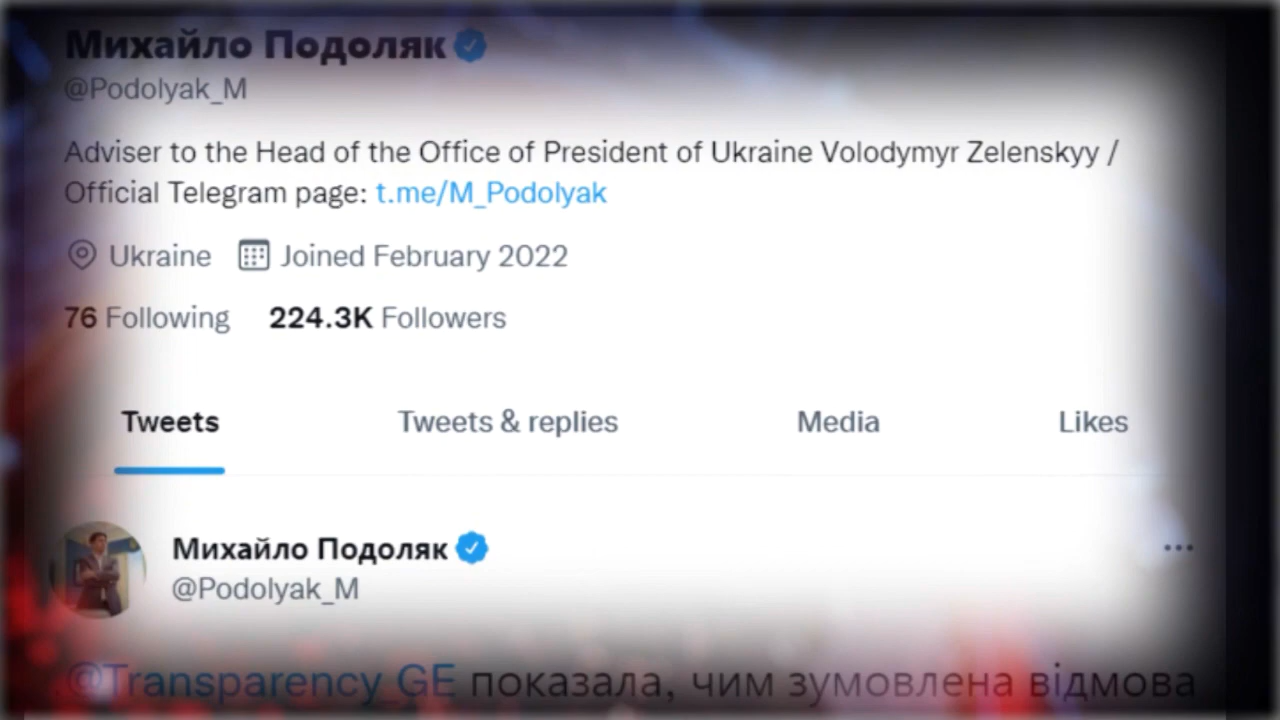 Михайло Подоляк
@Podolyak_M
Adviser to the Head of the Office of President of Ukraine Volodymyr Zelenskyy /
Official Telegram page: t.me/M_Podolyak
Ukraine Joined February 2022
76 Following 224.3K Followers
Tweets Tweets & replies Media Likes
Михайло Подоляк
@Podolyak_M
@Transparency_GE показала, чим зумовлена відмова